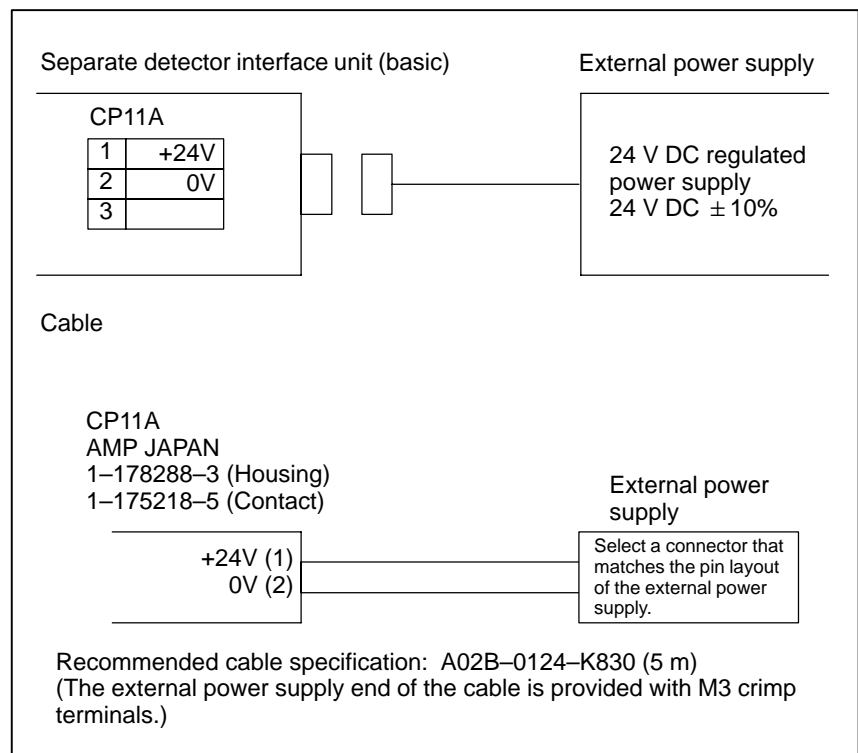 Separate detector interface unit (basic)
External power supply
CP11A
1 +24V
2 0V
3
24 V DC regulated
power supply
24 V DC ±10%
Cable
CP11A
AMP JAPAN
1–178288–3 (Housing)
1–175218–5 (Contact)
+24V (1)
0V (2)
External power
supply
Select a connector that
matches the pin layout
of the external power
supply.
Recommended cable specification: A02B–0124–K830 (5 m)
(The external power supply end of the cable is provided with M3 crimp
terminals.)